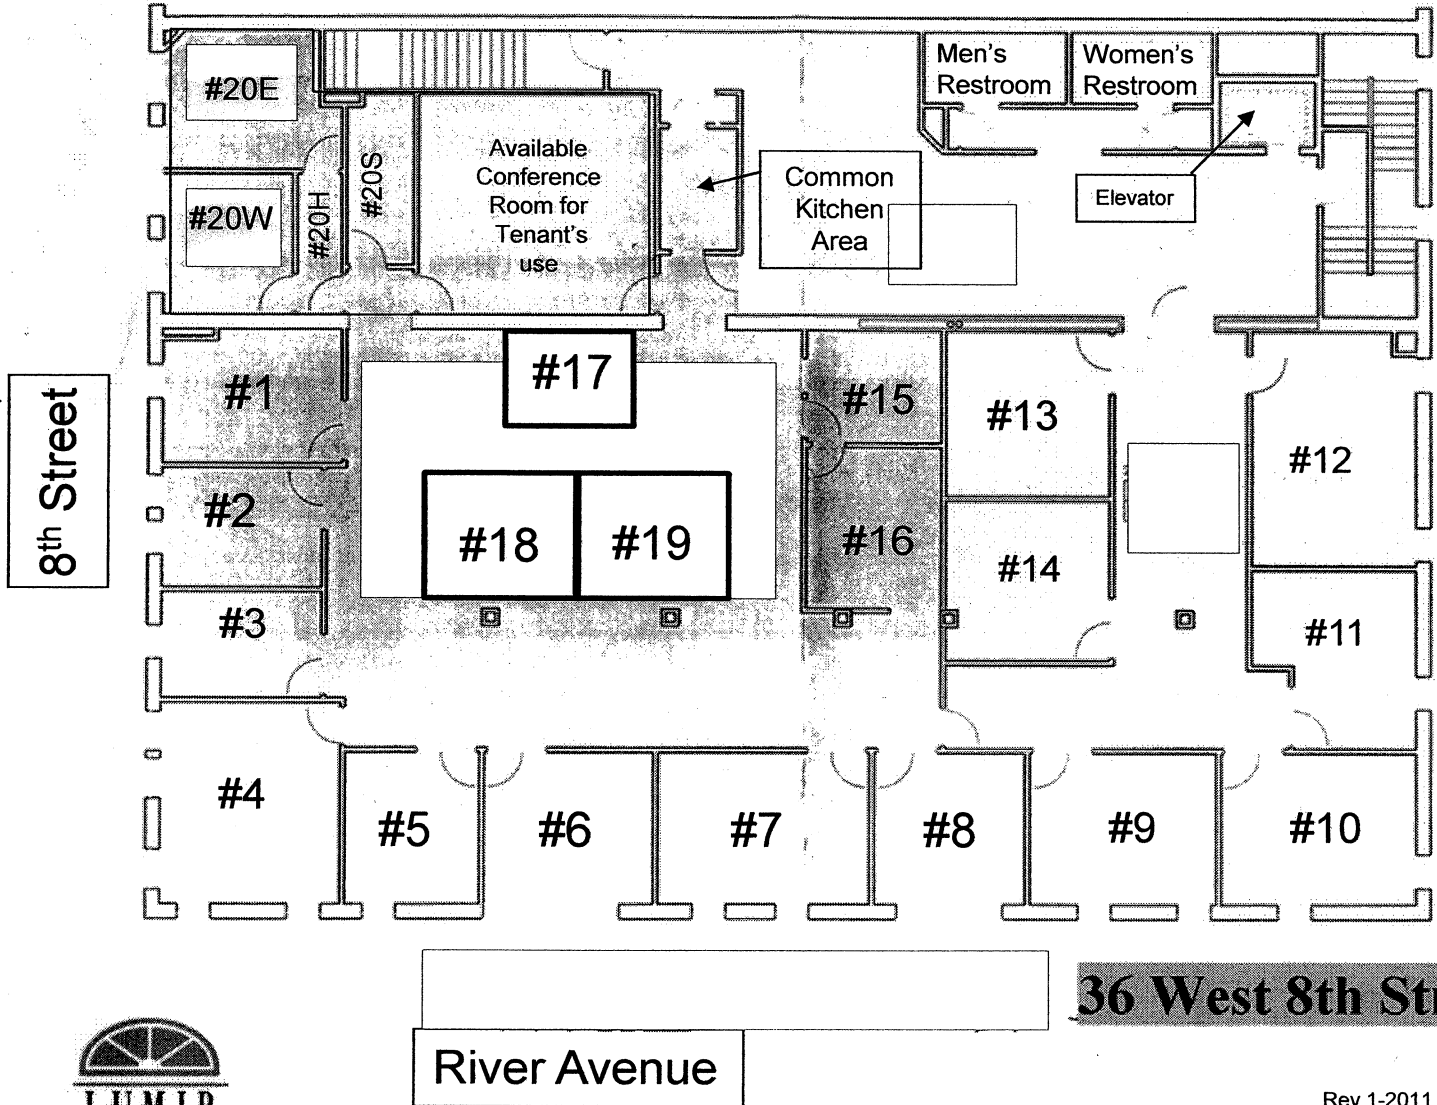 #20E
Men's
Restroom
Women's
Restroom
Available
Conference
Room for
Tenant's
use
#20S
#20H
#20W
Common
Kitchen
Area
Elevator
#17
#1
#15
#13
#12
8th Street
#2
#18
#19
#16
#14
#3
#11
#4
#5
#6
#7
#8
#9
#10
36 West 8th Str
River Avenue
LUMIR
Rev 1-2011